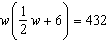 w(1/2 w + 6) = 432